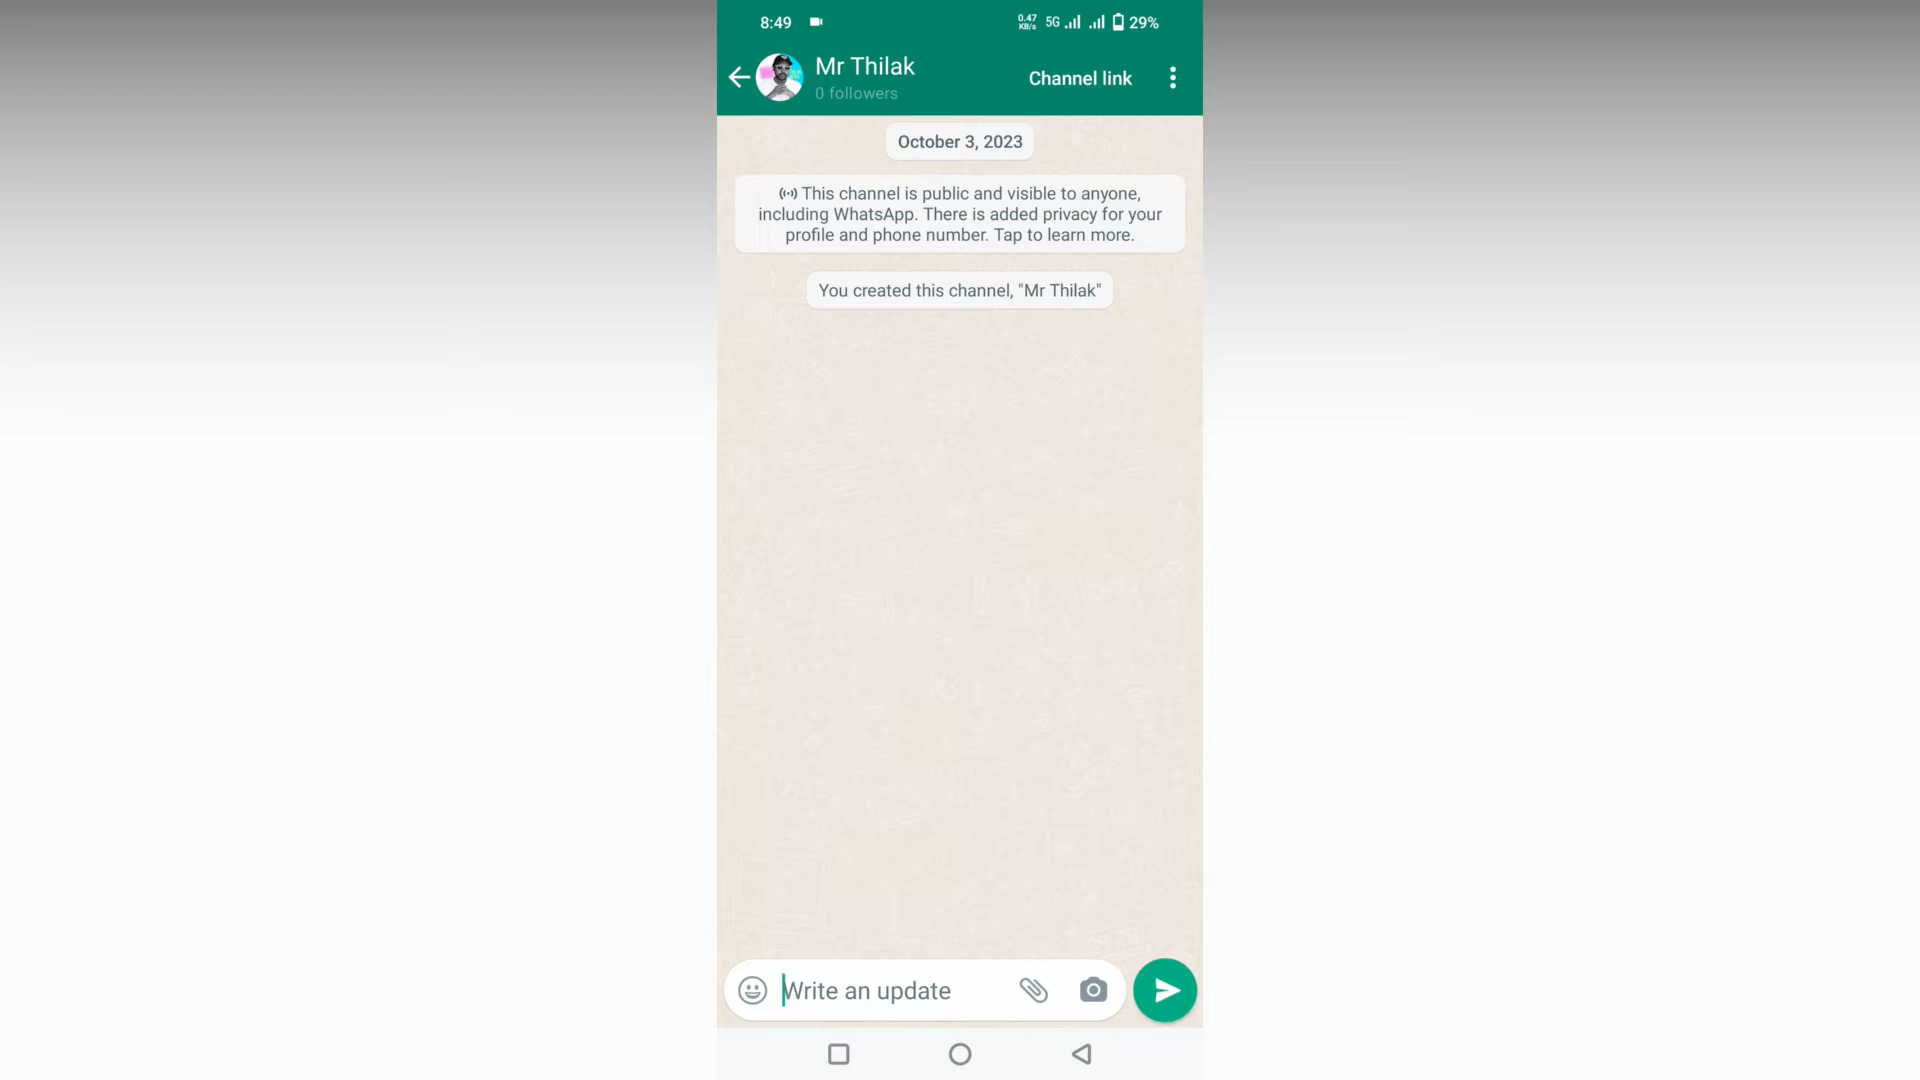 8:49
0.47
KB/s
5G
29%
Mr Thilak
0 followers
Channel link
October 3, 2023
This channel is public and visible to anyone,
including WhatsApp. There is added privacy for your
profile and phone number. Tap to learn more.
You created this channel, "Mr Thilak"
Write an update